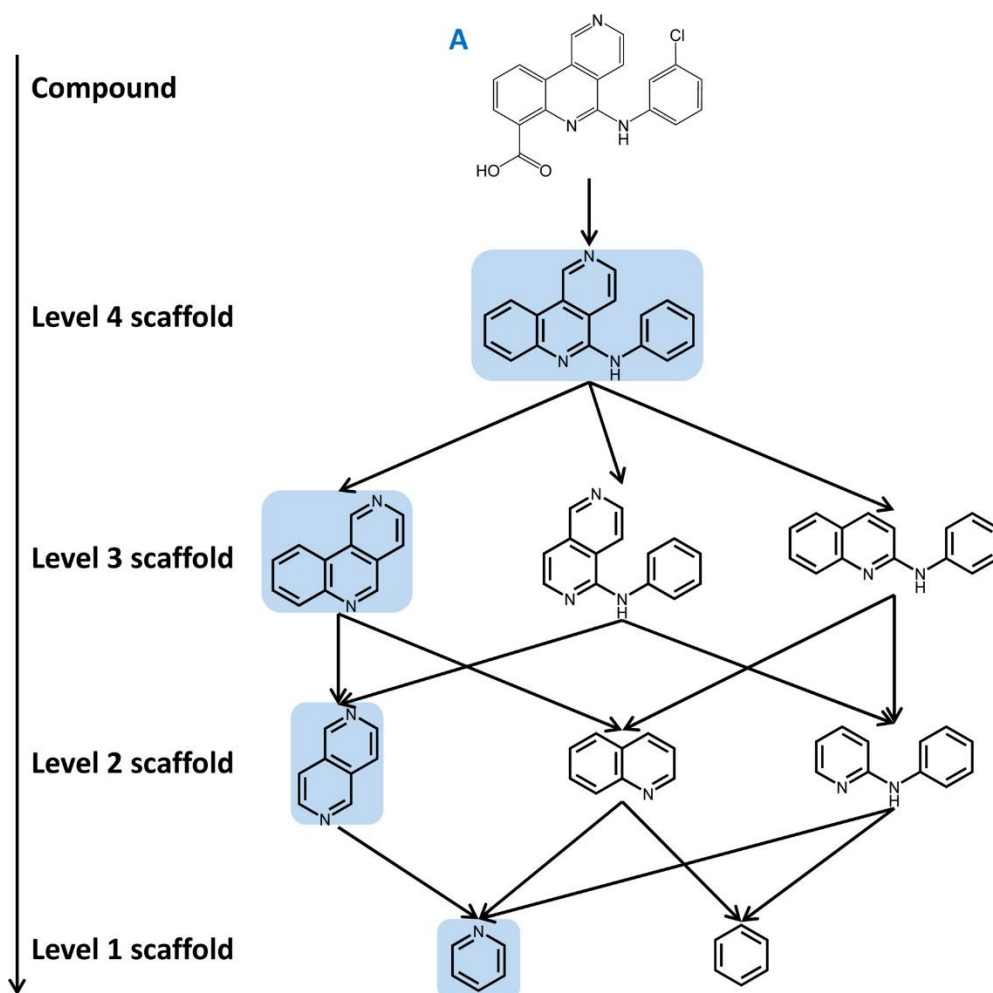 A
N
Cl
Compound
N
N
H
HO
O
N
Level 4 scaffold
N
N
H
N
N
Level 3 scaffold
N
N
N
N
N
H
H
N
Level 2 scaffold
N
N
N
N
H
N
N
Level 1 scaffold